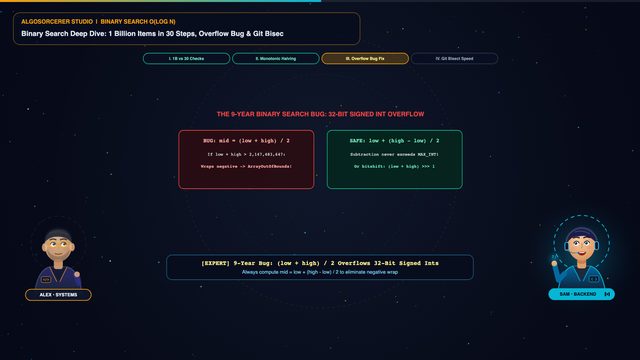 ALGOSORCERER STUDIO | BINARY SEARCH O(LOG N)
Binary Search Deep Dive: 1 Billion Items in 30 Steps, Overflow Bug & Git Bisec
I. 1B vs 30 Checks
II. Monotonic Halving
III. Overflow Bug Fix
IV. Git Bisect Speed
THE 9-YEAR BINARY SEARCH BUG: 32-BIT SIGNED INT OVERFLOW
BUG: mid = (low + high) / 2
If low + high > 2,147,483,647:
Wraps negative -> ArrayOutOfBounds!
SAFE: low + (high - low) / 2
Subtraction never exceeds MAX_INT!
Or bitshift: (low + high) >>> 1
[EXPERT] 9-Year Bug: (low + high) / 2 Overflows 32-Bit Signed Ints
Always compute mid = low + (high - low) / 2 to eliminate negative wrap
ALEX • SYSTEMS
SAM • BACKEND